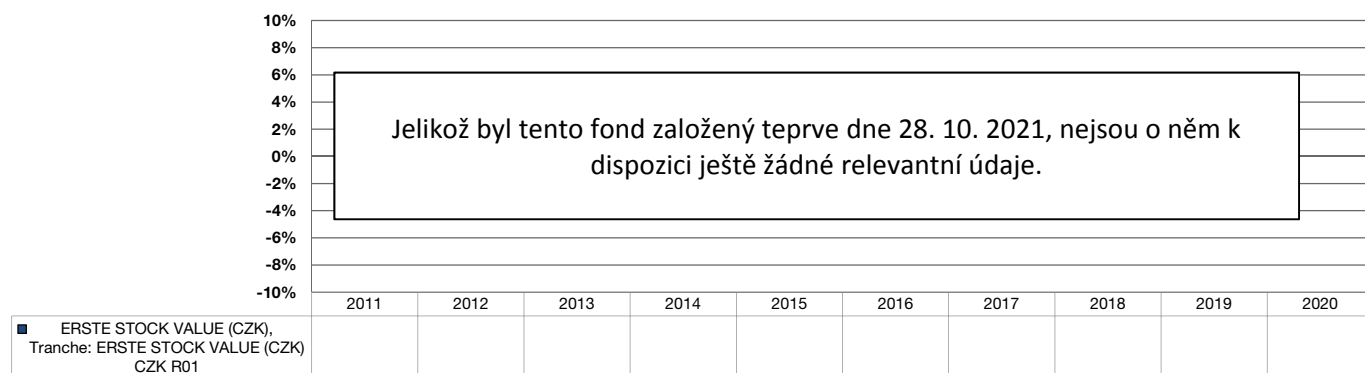 10%
8%
6%
4%
2%
0%
-2%
-4%
-6%
-8%
-10%
Jelikož byl tento fond založený teprve dne 28. 10. 2021, nejsou o něm k
dispozici ještě žádné relevantní údaje.
2011 2012 2013 2014 2015 2016 2017 2018 2019 2020
ERSTE STOCK VALUE (CZK),
Tranche: ERSTE STOCK VALUE (CZK)
CZK R01